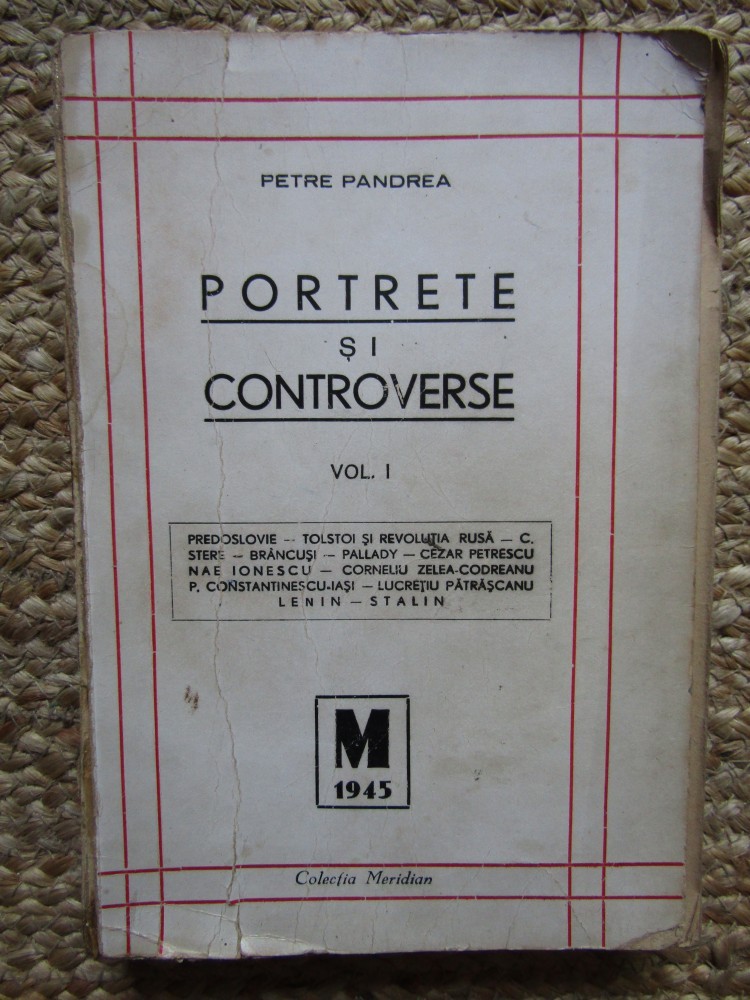 PETRE PANDREA
PORTRETE
ȘI
CONTROVERSE
VOL. I
PREDOSLOVIE — TOLSTOI ȘI REVOLUȚIA RUSĂ — C.
STERE — BRÂNCUȘI — PALLADY — CEZAR PETRESCU
NAE IONESCU — CORNELIU ZELEA-CODREANU
P. CONSTANTINESCU-IAȘI — LUCREȚIU PĂTRĂȘCANU
LENIN — STALIN
M
1945
Colecția Meridian